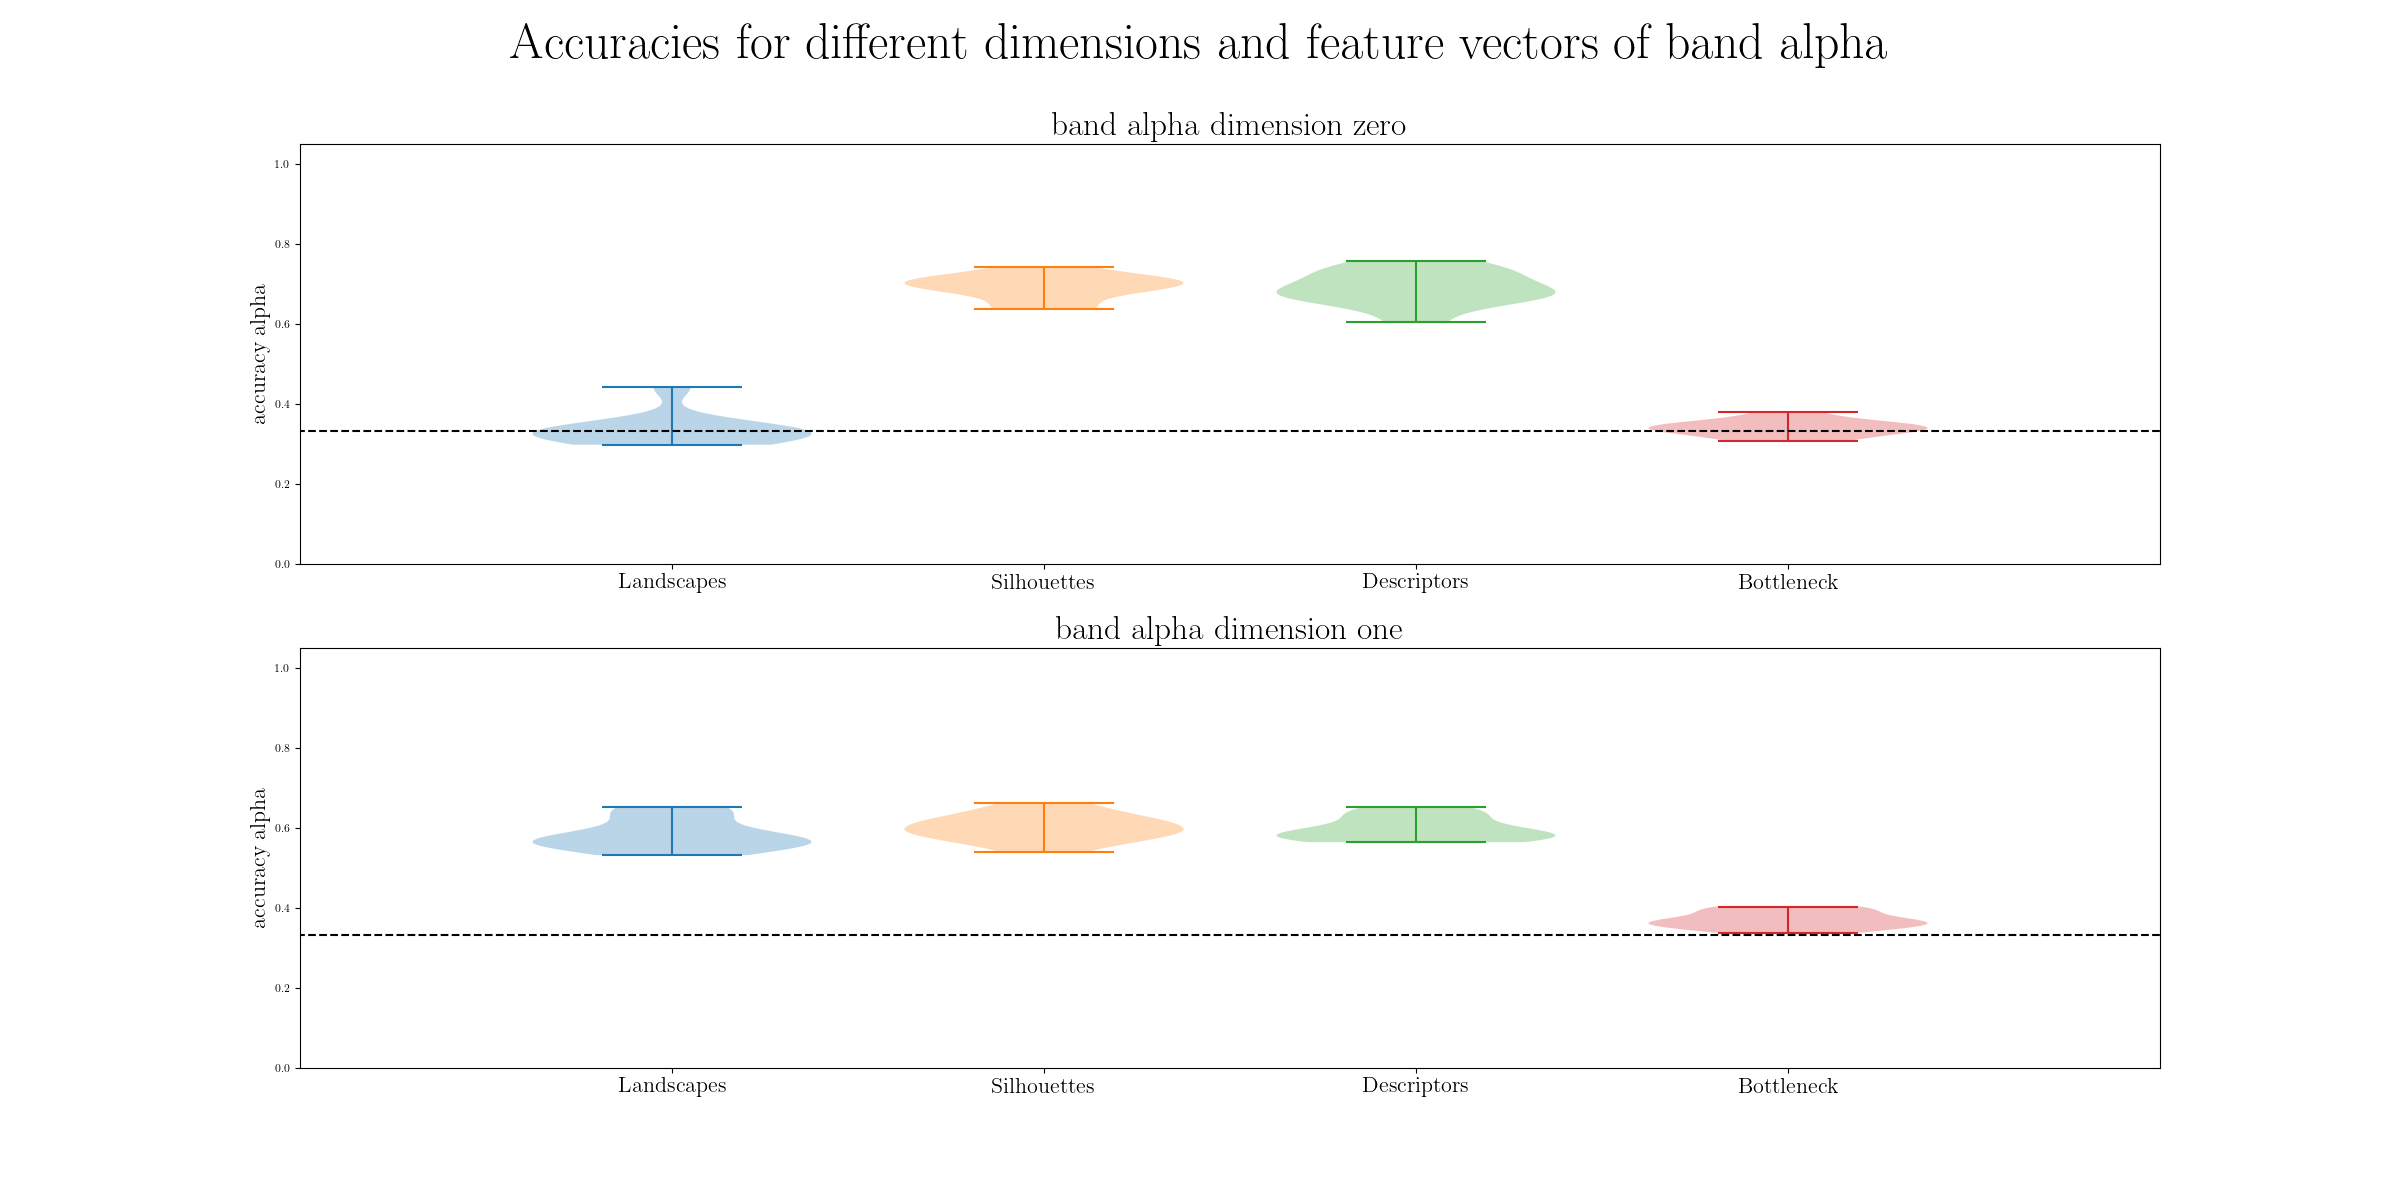 Accuracies for different dimensions and feature vectors of band alpha
band alpha dimension zero
1.0
0.8
0.6
0.4
0.2
0.0
accuracy alpha
Landscapes Silhouettes Descriptors Bottleneck
band alpha dimension one
1.0
0.8
0.6
0.4
0.2
0.0
accuracy alpha
Landscapes Silhouettes Descriptors Bottleneck